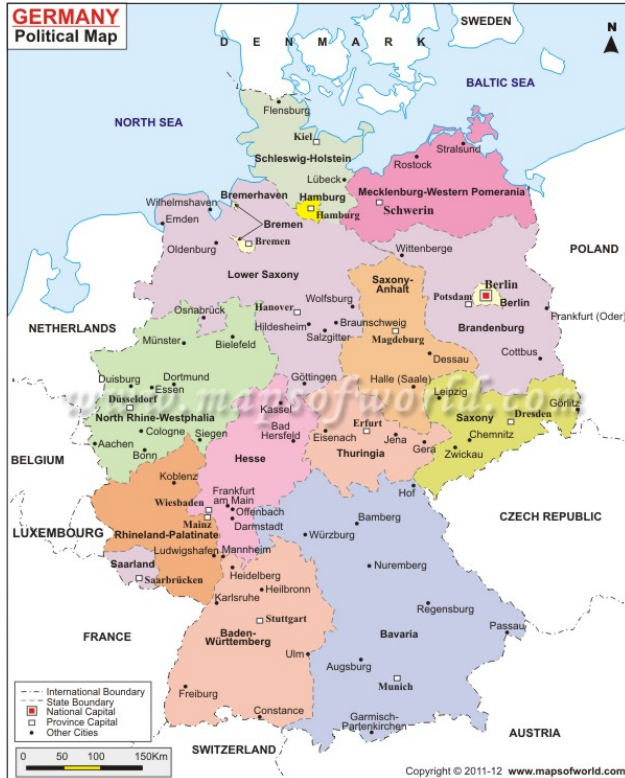 GERMANY
Political Map
SWEDEN
N
DENMARK
BALTIC SEA
NORTH SEA
Flensburg
Kiel
Schleswig-Holstein
Stralsund
Rostock
Lübeck
Mecklenburg-Western Pomerania
Schwerin
Hamburg
Hamburg
Bremerhaven
Wilhelmshaven
Emden
Bremen
Bremen
Oldenburg
Wittenberge
POLAND
Lower Saxony
Saxony-
Anhalt
Berlin
Berlin
Potsdam
Brandenburg
Frankfurt (Oder)
Wolfsburg
Hanover
Osnabrück
NETHERLANDS
Braunschweig
Hildesheim
Salzgitter
Magdeburg
Münster
Bielefeld
Cottbus
Dessau
Göttingen
Halle (Saale)
Leipzig
Görlitz
Dortmund
Duisburg
Essen
Düsseldorf
North Rhine-Westphalia
www.mapsofworld.com
Kassel
Saxony
Dresden
Erfurt
Cologne
Siegen
Bad
Hersfeld
Eisenach
Jena
Gera
Chemnitz
Zwickau
Thuringia
Aachen
Bonn
BELGIUM
Hesse
Koblenz
Hof
Wiesbaden
Frankfurt
am Main
Offenbach
Mainz
Darmstadt
Bamberg
Würzburg
CZECH REPUBLIC
LUXEMBOURG
Rhineland-Palatinate
Ludwigshafen
Mannheim
Saarland
Saarbrücken
Heidelberg
Heilbronn
Nuremberg
Karlsruhe
Regensburg
Stuttgart
Baden-
Württemberg
Bavaria
Passau
FRANCE
Ulm
Augsburg
Munich
Freiburg
Constance
Garmisch-
Partenkirchen
SWITZERLAND
AUSTRIA
International Boundary
State Boundary
National Capital
Province Capital
Other Cities
0 50 100 150Km
Copyright © 2011-12 www.mapsofworld.com